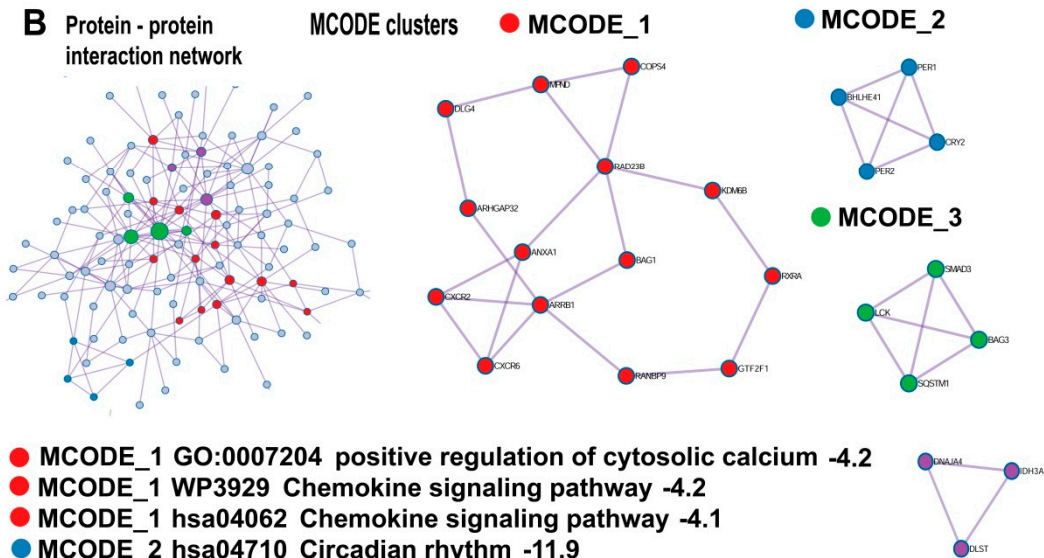 B Protein - protein
interaction network
MCODE clusters
MCODE_1
COPS4
MPND
DLG4
RAD23B
KDM6B
ARHGAP32
ANXA1
BAG1
RXRA
CXCR2
ARRB1
CXCR6
RANBP9
GTF2F1
MCODE_2
PER1
BHLHE41
CRY2
PER2
MCODE_3
SMAD3
LCK
BAG3
SQSTM1
DNAJA4
IDH3A
DLST
MCODE_1 GO:0007204 positive regulation of cytosolic calcium -4.2
MCODE_1 WP3929 Chemokine signaling pathway -4.2
MCODE_1 hsa04062 Chemokine signaling pathway -4.1
MCODE_2 hsa04710 Circadian rhythm -11.9